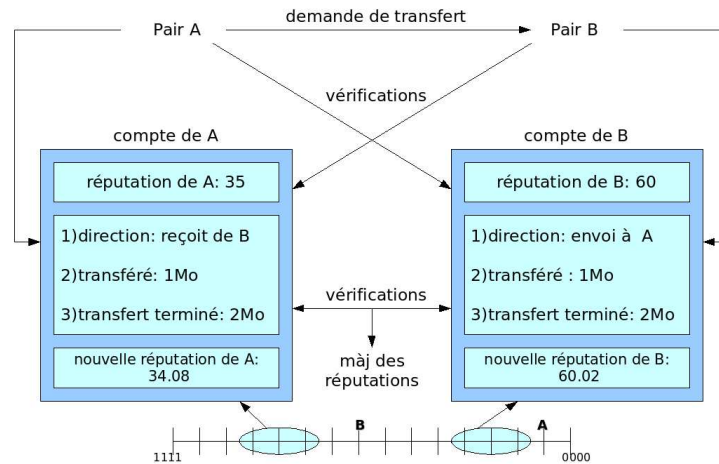 demande de transfert
Pair A
Pair B
vérifications
compte de A
compte de B
réputation de A: 35
réputation de B: 60
1)direction: reçoit de B
2)transféré: 1Mo
3)transfert terminé: 2Mo
1)direction: envoi à  A
2)transféré : 1Mo
3)transfert terminé: 2Mo
vérifications
màj des
réputations
nouvelle réputation de A:
34.08
nouvelle réputation de B:
60.02
B
A
1111
0000